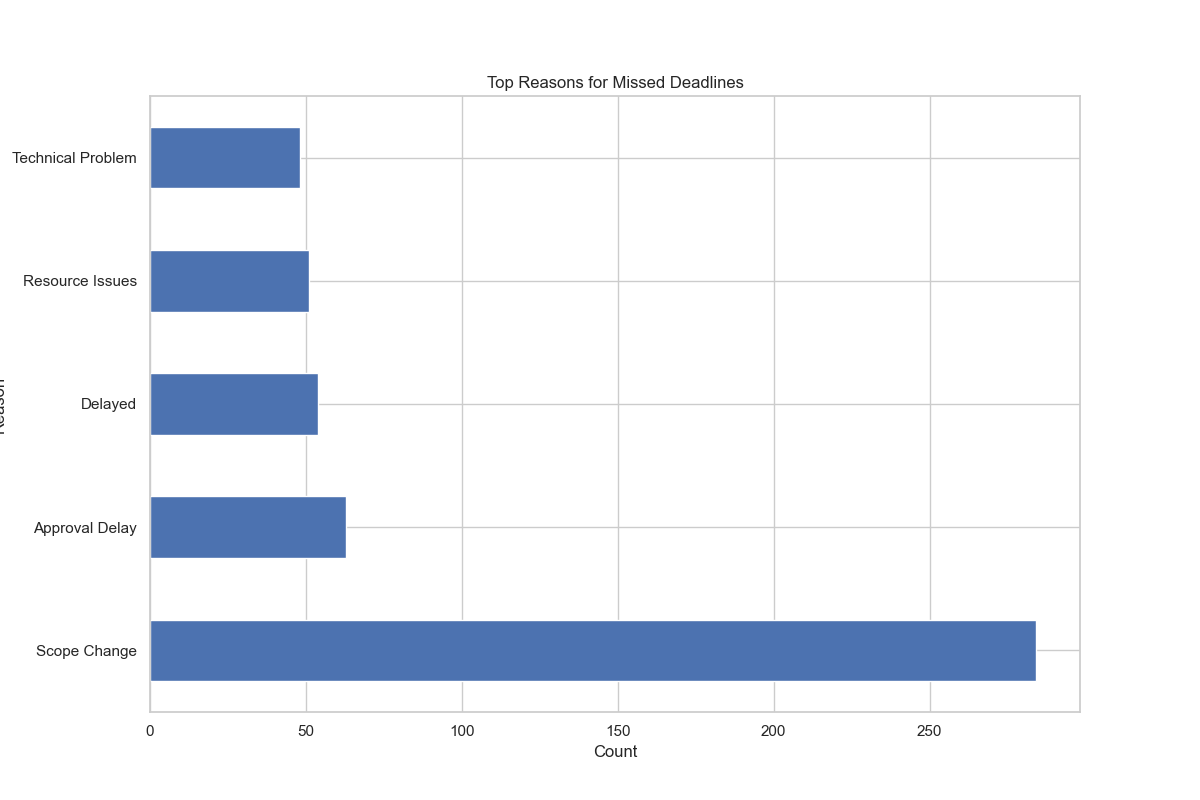 Top Reasons for Missed Deadlines
Technical Problem
Resource Issues
Delayed
Approval Delay
Scope Change
0 50 100 150 200 250
Count